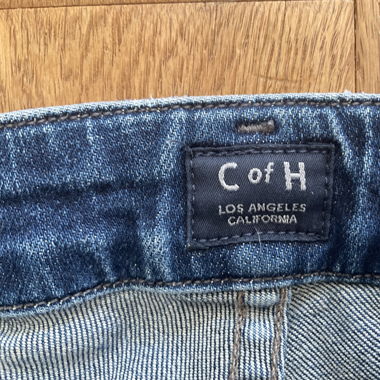 C of H
LOS ANGELES
CALIFORNIA